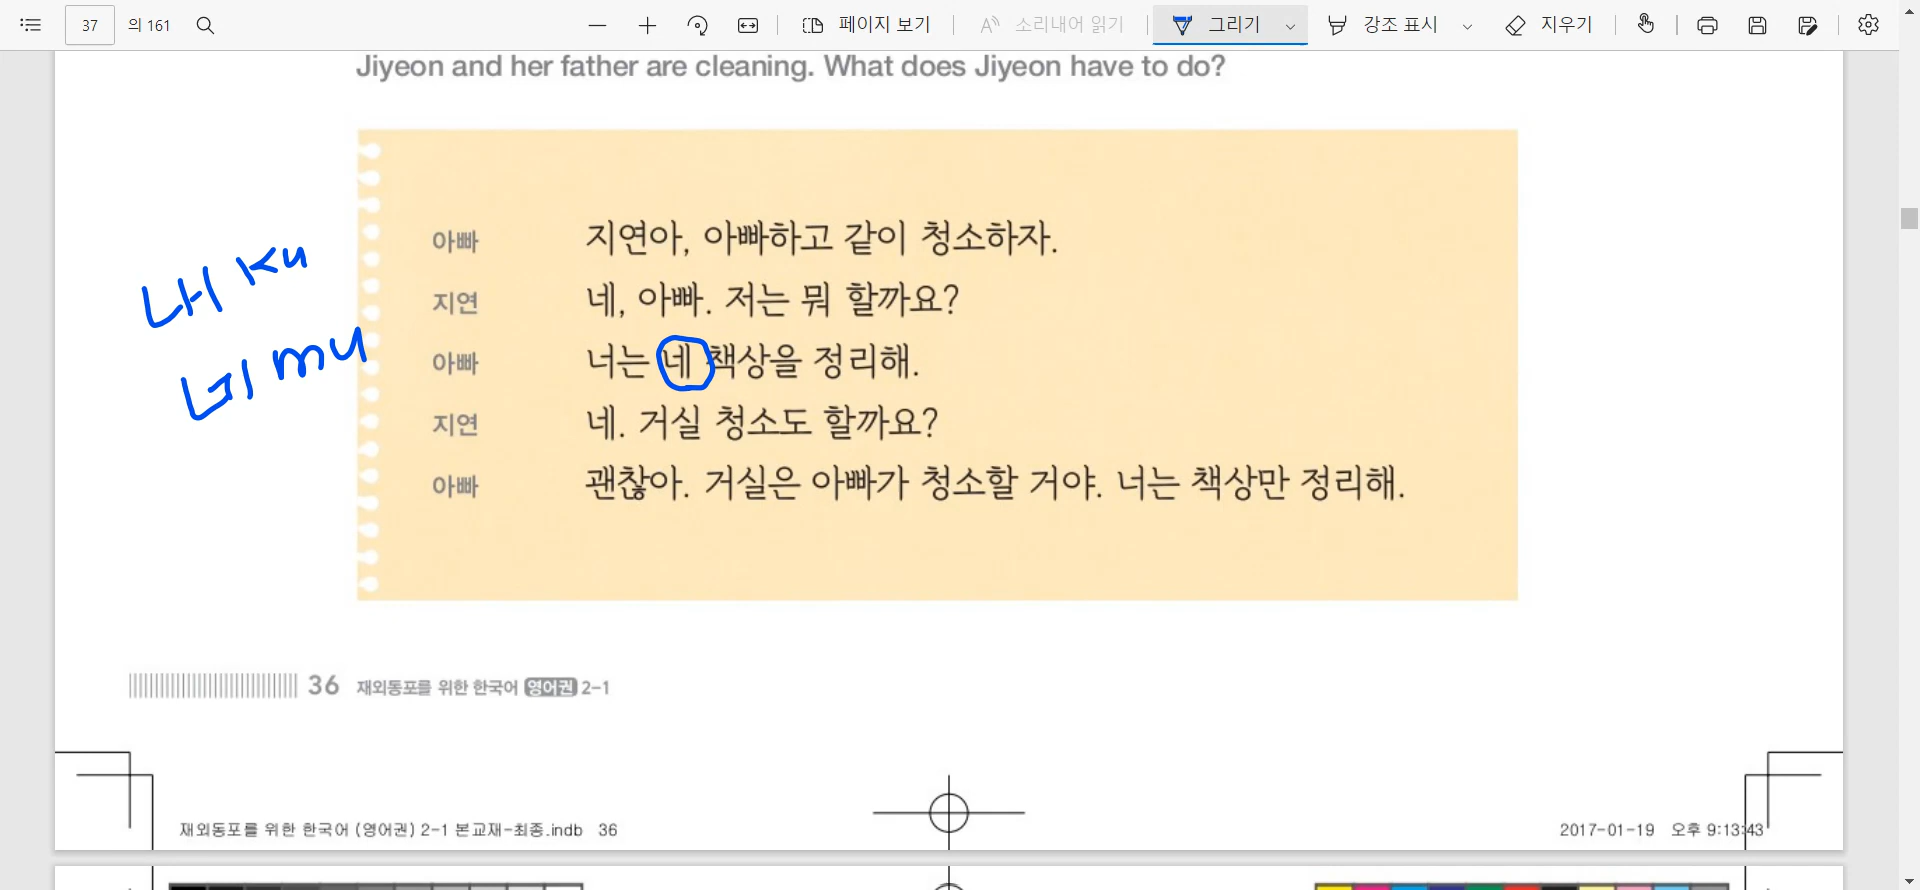 37 의 161 페이지 보기 소리내어 읽기 그리기 강조 표시 지우기
Jiyeon and her father are cleaning. What does Jiyeon have to do?
아빠 지연아, 아빠하고 같이 청소하자.
지연 네, 아빠. 저는 뭐 할까요?
아빠 너는 네 책상을 정리해.
지연 네. 거실 청소도 할까요?
아빠 괜찮아. 거실은 아빠가 청소할 거야. 너는 책상만 정리해.
내 ku
네 mu
36 재외동포를 위한 한국어 영어권 2-1
재외동포를 위한 한국어 (영어권) 2-1 본교재-최종.indb 36
2017-01-19 오후 9:13:43